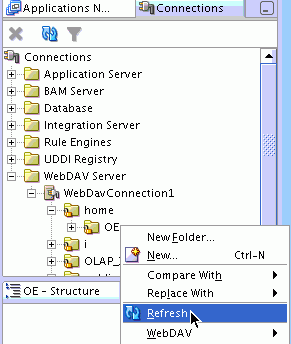 Applications N...
Connections
Connections
Application Server
BAM Server
Database
Integration Server
Rule Engines
UDDI Registry
WebDAV Server
WebDavConnection1
home
OE
i
OLAP_
New Folder...
New... Ctrl-N
Compare With
Replace With
Refresh
WebDAV
OE - Structure